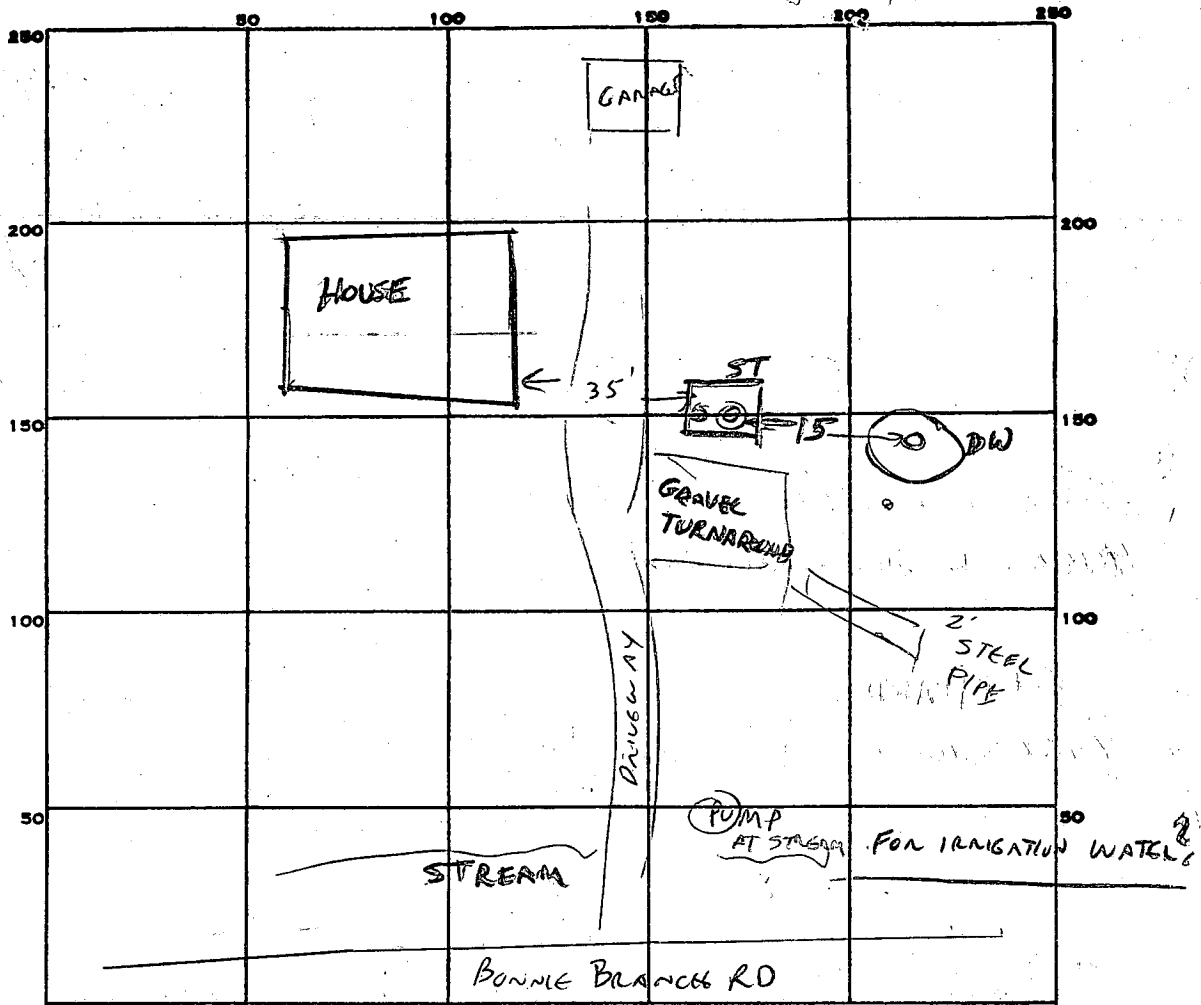 50 100 150 200 250
250
GARAGE
200 200
HOUSE
ST
35'
150 15 150
DW
GRAVEL
TURNAROUND
100 100
2'
STEEL
PIPE
DRIVEWAY
50 50
PUMP
AT STREAM FOR IRRIGATION WATER?
STREAM
BONNIE BRANCH RD